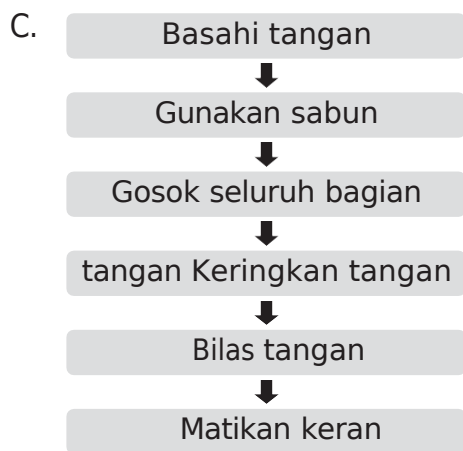 C.
Basahi tangan
Gunakan sabun
Gosok seluruh bagian
tangan Keringkan tangan
Bilas tangan
Matikan keran